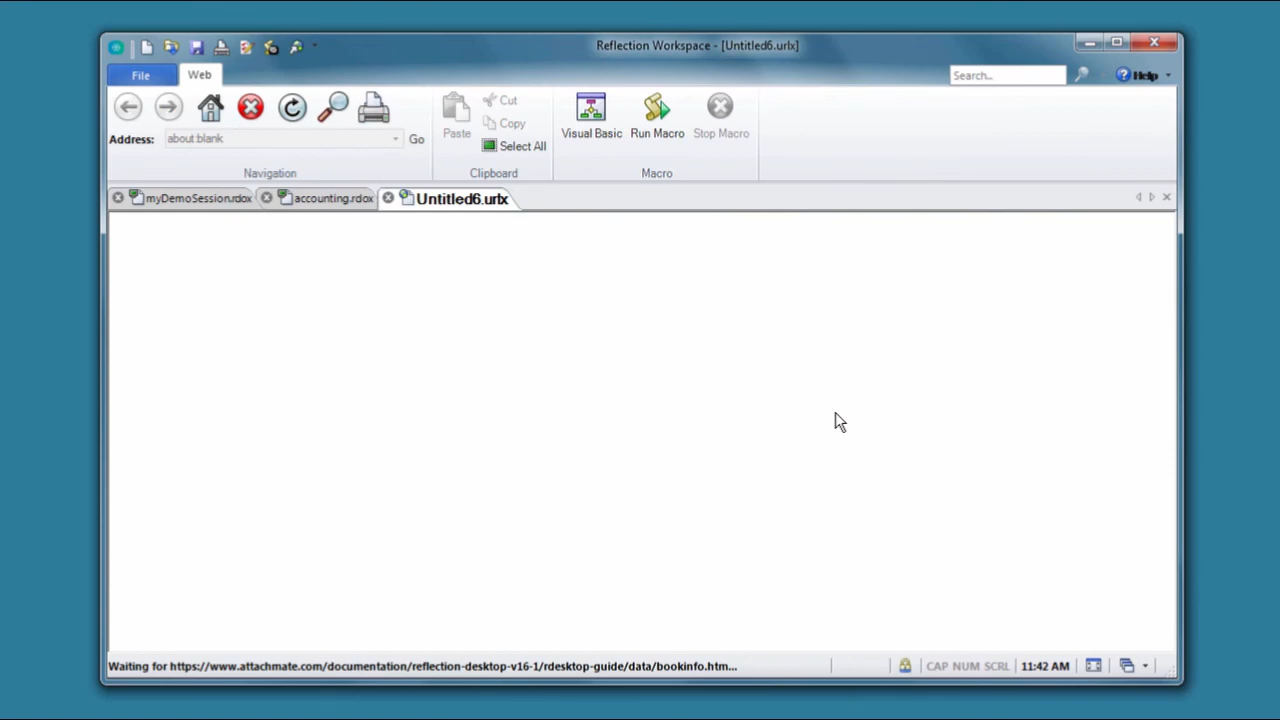 Reflection Workspace - [Untitled6.urlx]
File
Web
Search...
Help
Address:
about:blank
Go
Navigation
Paste
Cut
Copy
Select All
Clipboard
Visual Basic
Run Macro
Stop Macro
Macro
myDemoSession.rdox
accounting.rdox
Untitled6.urlx
Waiting for https://www.attachmate.com/documentation/reflection-desktop-v16-1/rdesktop-guide/data/bookinfo.htm...
CAP NUM SCRL
11:42 AM